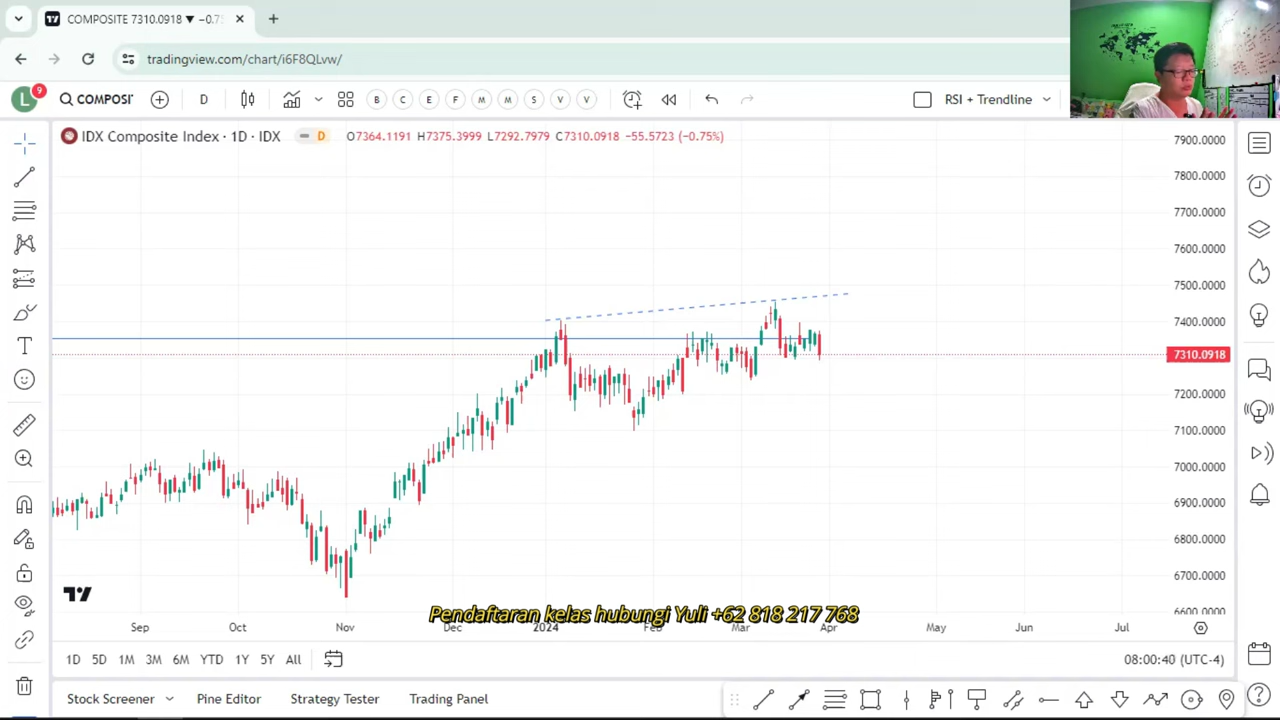 COMPOSITE 7310.0918 ▼ −0.7
tradingview.com/chart/i6F8QLvw/
L 9 COMPOSI D B C E F M M S V V RSI + Trendline
IDX Composite Index · 1D · IDX D O7364.1191 H7375.3999 L7292.7979 C7310.0918 −55.5723 (−0.75%)
7900.0000
7800.0000
7700.0000
7600.0000
7500.0000
7400.0000
7310.0918
7200.0000
7100.0000
7000.0000
6900.0000
6800.0000
6700.0000
6600.0000
Pendaftaran kelas hubungi Yuli +62 818 217 768
Sep Oct Nov Dec 2024 Feb Mar Apr May Jun Jul
1D 5D 1M 3M 6M YTD 1Y 5Y All 08:00:40 (UTC-4)
Stock Screener Pine Editor Strategy Tester Trading Panel